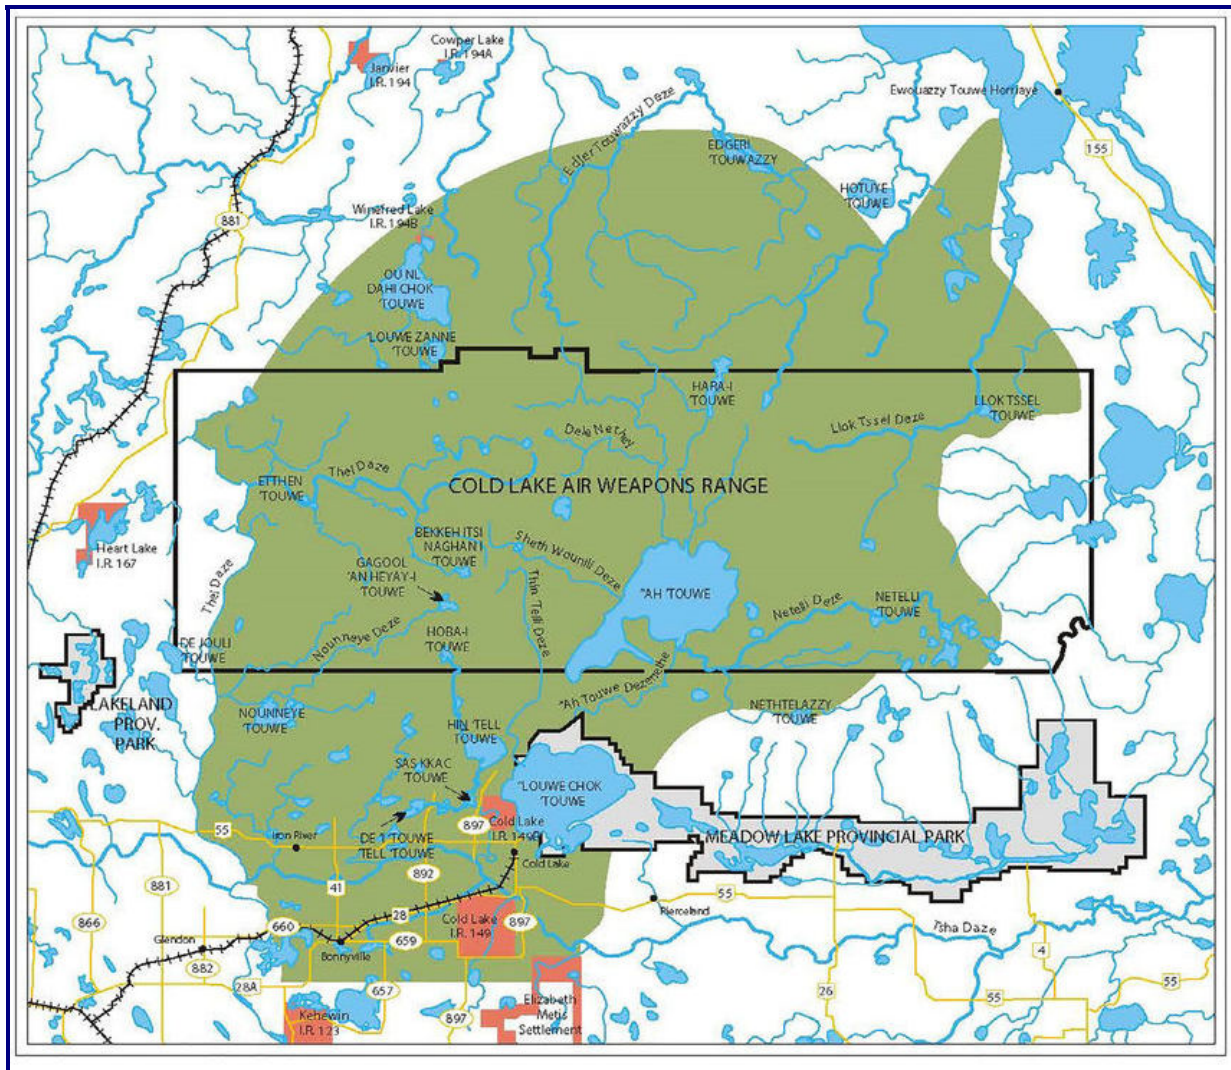 Cowper Lake
I.R. 194A
Janvier
I.R. 194
Ewouazzy Touwe Horriaye
155
Edler Touwazzy Deze
EDGERI
'TOUWAZZY
HOTUYE
'TOUWE
881
Winefred Lake
I.R. 194B
OU NL
DAHI CHOK
'TOUWE
'LOUWE ZANNE
'TOUWE
HARA-I
'TOUWE
LLOK TSSEL
'TOUWE
Llok Tssel Deze
Dele Nethey
Thel Daze
ETTHEN
'TOUWE
COLD LAKE AIR WEAPONS RANGE
BEKKEH ITSI
NAGHAN'I
'TOUWE
Sheth Wounili Deze
Heart Lake
I.R. 167
GAGOOL
'AN HEYAY-I
'TOUWE
Thel Daze
Thin 'Telli Deze
"AH 'TOUWE
Netelli Deze
NETELLI
'TOUWE
Nounneye Deze
HOBA-I
'TOUWE
DE JOULI
'TOUWE
"Ah Touwe Dezenethe
LAKELAND
PROV.
PARK
NOUNNEYE
'TOUWE
NETHTELAZZY
'TOUWE
HIN 'TELL
'TOUWE
SAS KKAC
'TOUWE
"LOUWE CHOK
'TOUWE
55
Iron River
DE 'I 'TOUWE
'TELL 'TOUWE
897
Cold Lake
I.R. 149B
MEADOW LAKE PROVINCIAL PARK
Cold Lake
881
41
892
55
Pierceland
866
660
28
Cold Lake
I.R. 149
897
Tsha Daze
Glendon
659
Bonnyville
4
882
28A
657
26
55
55
Kehewin
I.R. 123
897
Elizabeth
Metis
Settlement